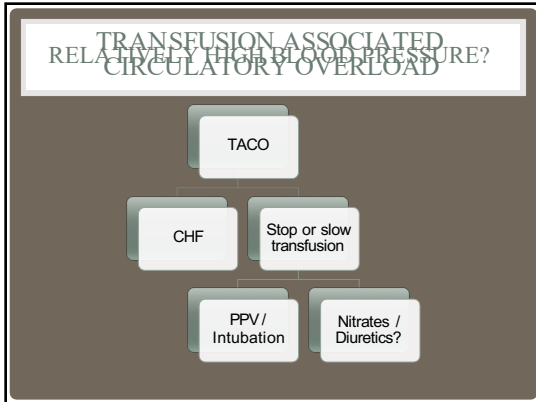 TRANSFUSION ASSOCIATED
CIRCULATORY OVERLOAD
RELATIVELY HIGH BLOOD PRESSURE?
TACO
CHF
Stop or slow
transfusion
PPV /
Intubation
Nitrates /
Diuretics?